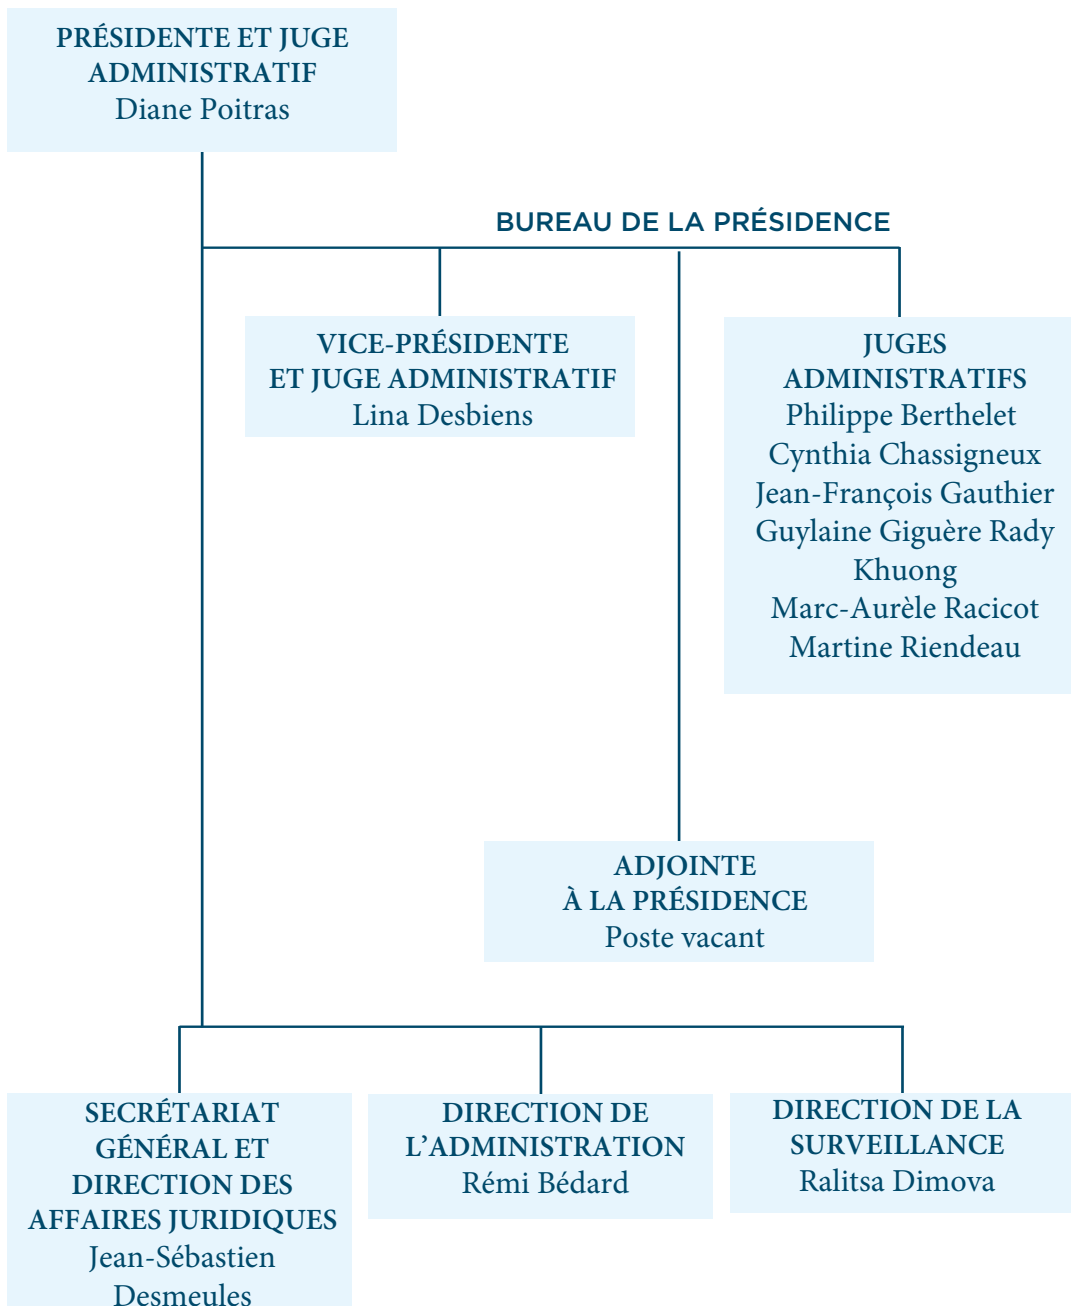 PRÉSIDENTE ET JUGE
ADMINISTRATIF
Diane Poitras
BUREAU DE LA PRÉSIDENCE
VICE-PRÉSIDENTE
ET JUGE ADMINISTRATIF
Lina Desbiens
JUGES
ADMINISTRATIFS
Philippe Berthelet
Cynthia Chassigneux
Jean-François Gauthier
Guylaine Giguère Rady
Khuong
Marc-Aurèle Racicot
Martine Riendeau
ADJOINTE
À LA PRÉSIDENCE
Poste vacant
SECRÉTARIAT
GÉNÉRAL ET
DIRECTION DES
AFFAIRES JURIDIQUES
Jean-Sébastien
Desmeules
DIRECTION DE
L’ADMINISTRATION
Rémi Bédard
DIRECTION DE LA
SURVEILLANCE
Ralitsa Dimova